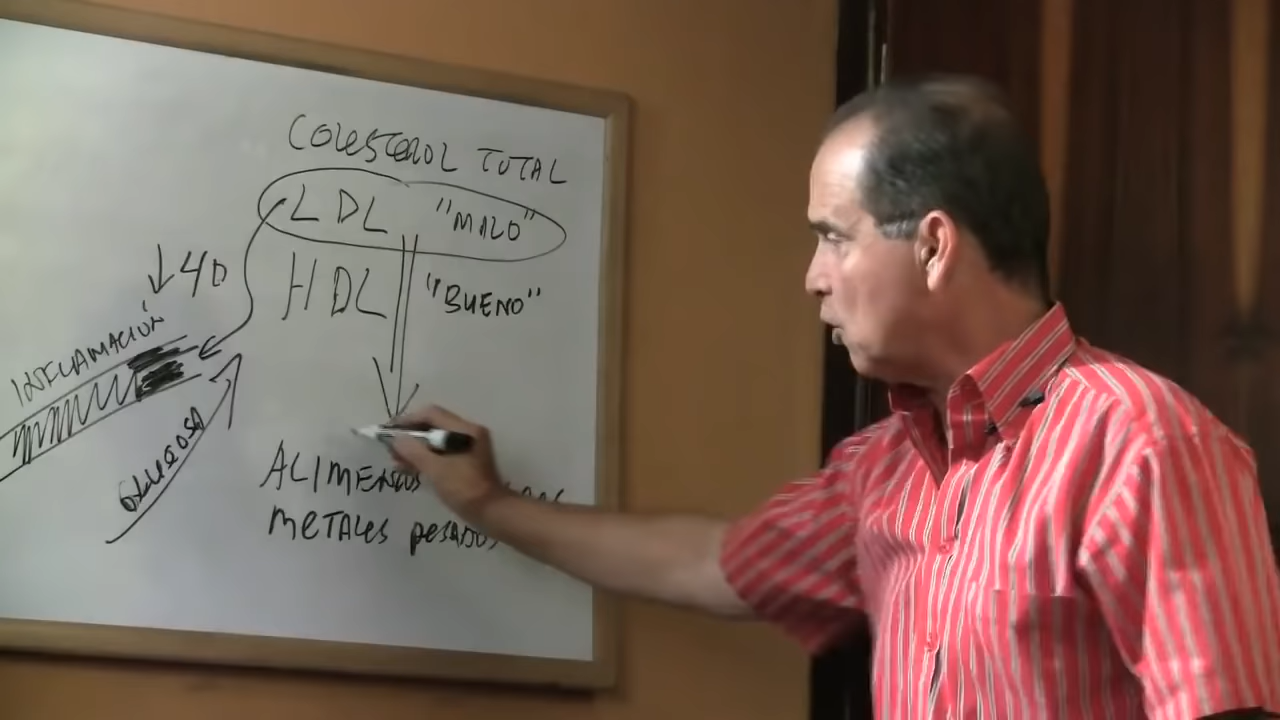 COLESTEROL TOTAL
LDL "MALO"
HDL "BUENO"
↓40
INFLAMACIÓN
GLUCOSA
ALIMENTOS
METALES PESADOS